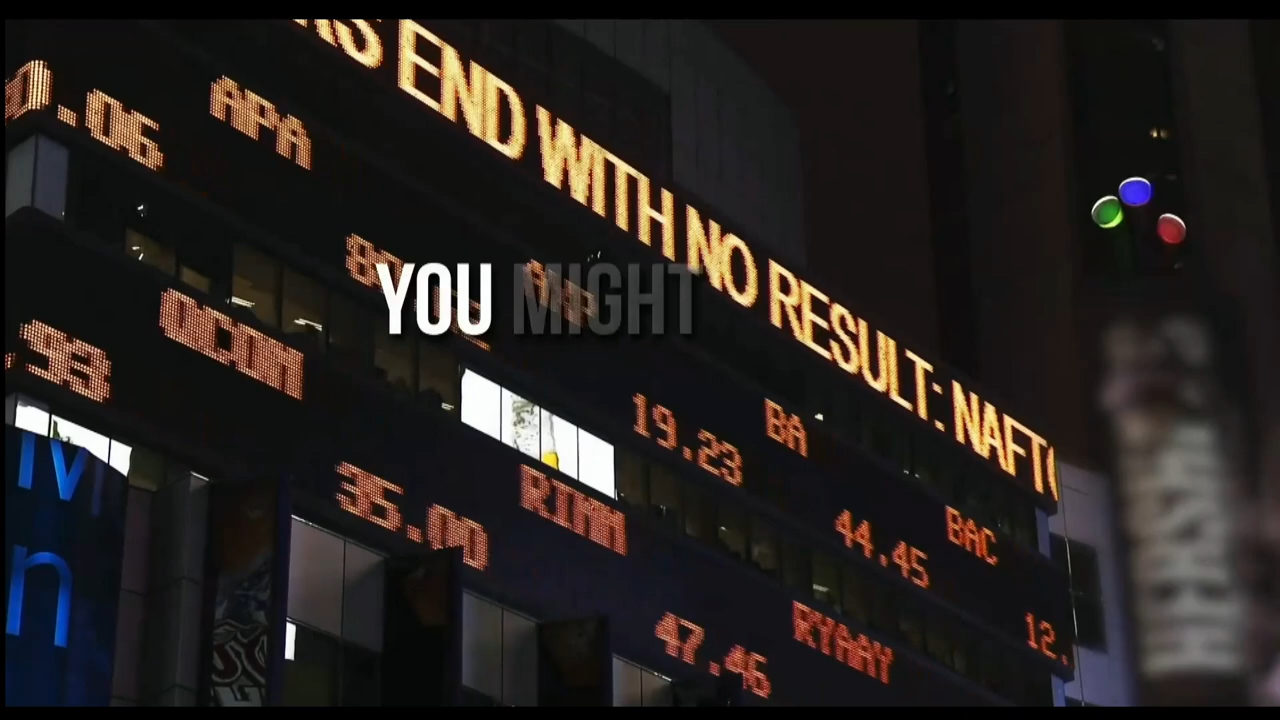 END WITH NO RESULT: NAFT
0.06 APA
YOU MIGHT
.93 QCOM
19.23 BA
35.00 RIMM
44.45 BAC
47.46 RYAAY
12.
n